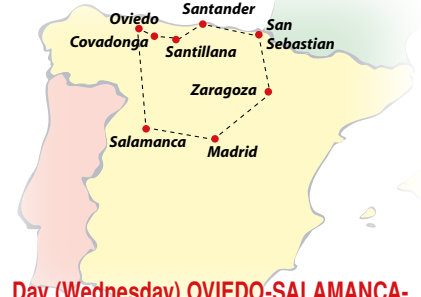 Santander
Oviedo
San
Sebastian
Covadonga
Santillana
Zaragoza
Salamanca
Madrid
Day (Wednesday) OVIEDO-SALAMANCA-